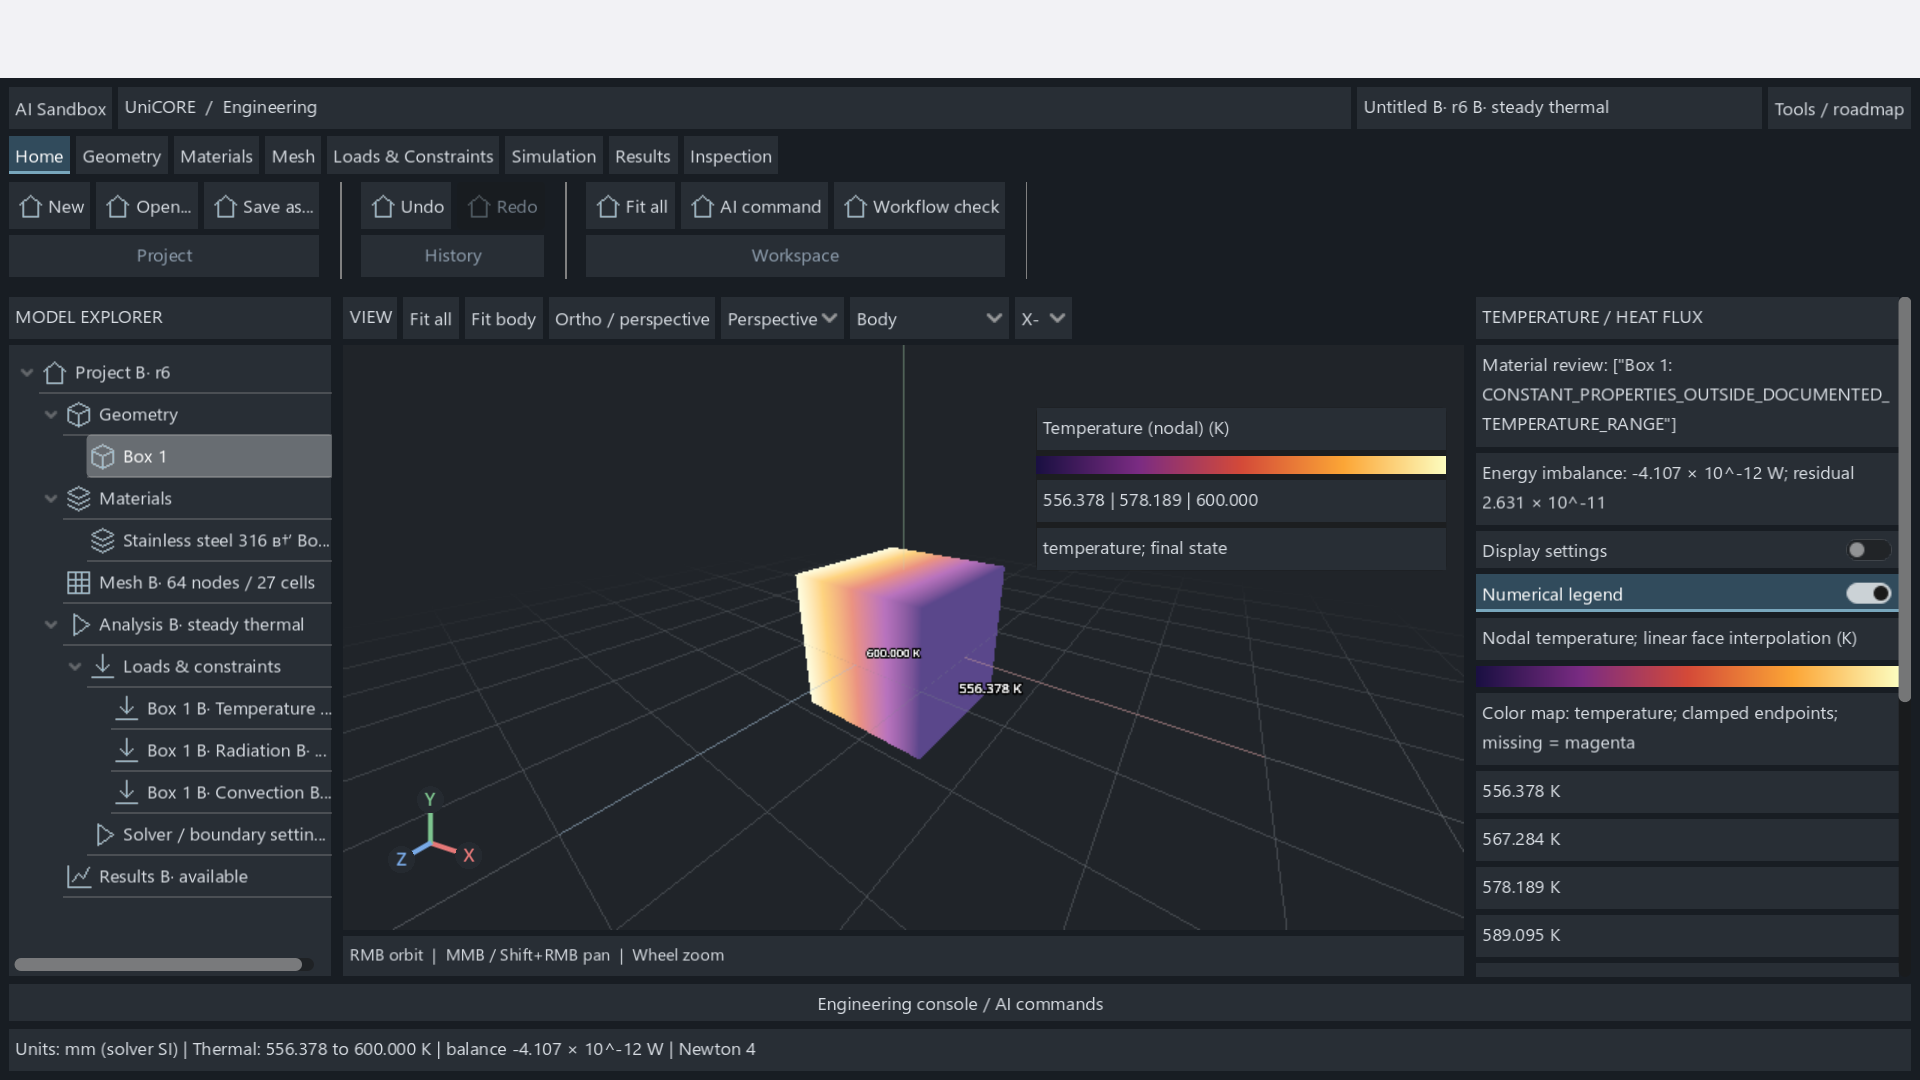 AI Sandbox
UniCORE / Engineering
Untitled В· r6 В· steady thermal
Tools / roadmap
Home
Geometry
Materials
Mesh
Loads & Constraints
Simulation
Results
Inspection
New
Open...
Save as...
Undo
Redo
Fit all
AI command
Workflow check
Project
History
Workspace
MODEL EXPLORER
Project В· r6
Geometry
Box 1
Materials
Stainless steel 316 в†’ Bo...
Mesh В· 64 nodes / 27 cells
Analysis В· steady thermal
Loads & constraints
Box 1 В· Temperature ...
Box 1 В· Radiation В· ...
Box 1 В· Convection В...
Solver / boundary settin...
Results В· available
VIEW
Fit all
Fit body
Ortho / perspective
Perspective
Body
X-
Temperature (nodal) (K)
556.378 | 578.189 | 600.000
temperature; final state
600.000 K
556.378 K
Y
Z
X
RMB orbit | MMB / Shift+RMB pan | Wheel zoom
TEMPERATURE / HEAT FLUX
Material review: ["Box 1:
CONSTANT_PROPERTIES_OUTSIDE_DOCUMENTED_
TEMPERATURE_RANGE"]
Energy imbalance: -4.107 × 10^-12 W; residual
2.631 × 10^-11
Display settings
Numerical legend
Nodal temperature; linear face interpolation (K)
Color map: temperature; clamped endpoints;
missing = magenta
556.378 K
567.284 K
578.189 K
589.095 K
Engineering console / AI commands
Units: mm (solver SI) | Thermal: 556.378 to 600.000 K | balance -4.107 × 10^-12 W | Newton 4